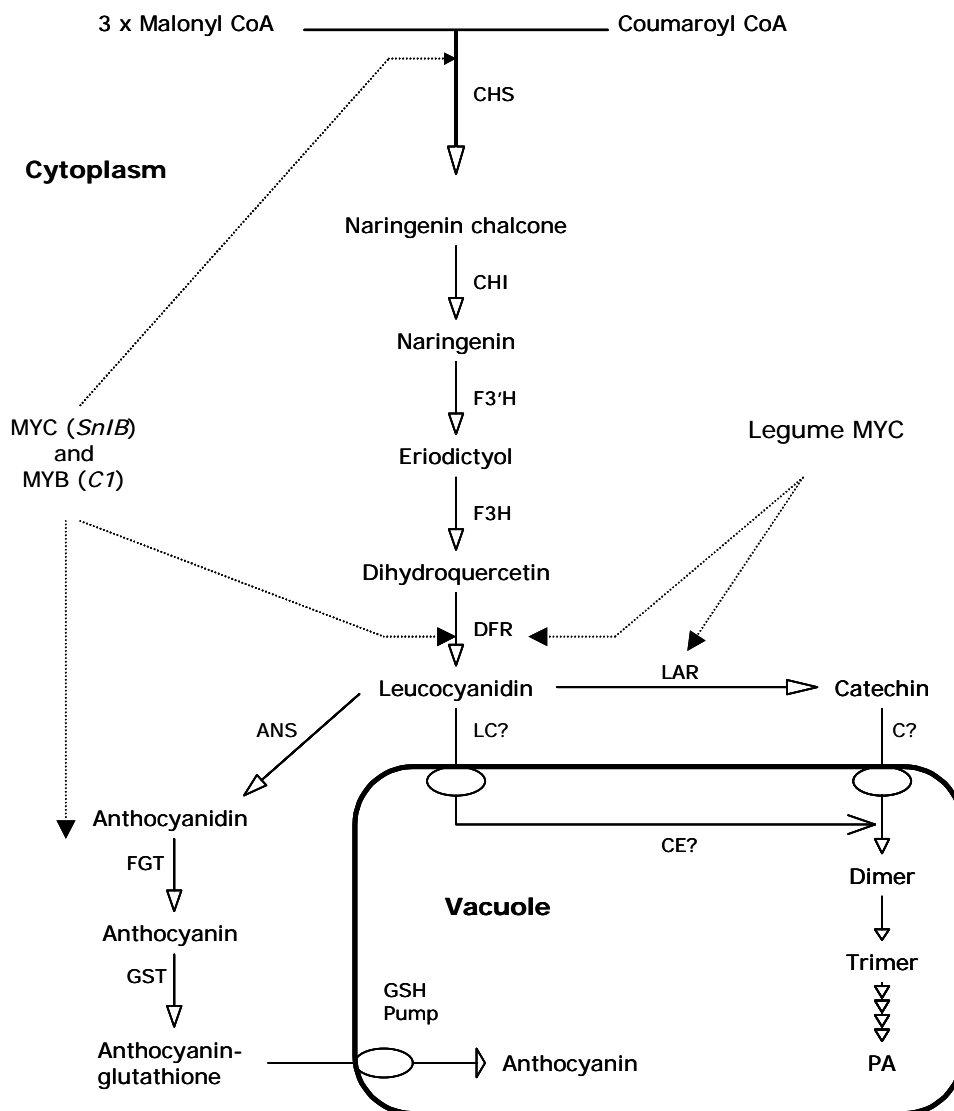 3 x Malonyl CoA
Coumaroyl CoA
CHS
Cytoplasm
Naringenin chalcone
CHI
Naringenin
F3'H
MYC (SnIB)
and
MYB (C1)
Legume MYC
Eriodictyol
F3H
Dihydroquercetin
DFR
LAR
Leucocyanidin
Catechin
ANS
LC?
C?
Anthocyanidin
CE?
FGT
Dimer
Vacuole
Anthocyanin
Trimer
GST
GSH
Pump
Anthocyanin-
glutathione
Anthocyanin
PA